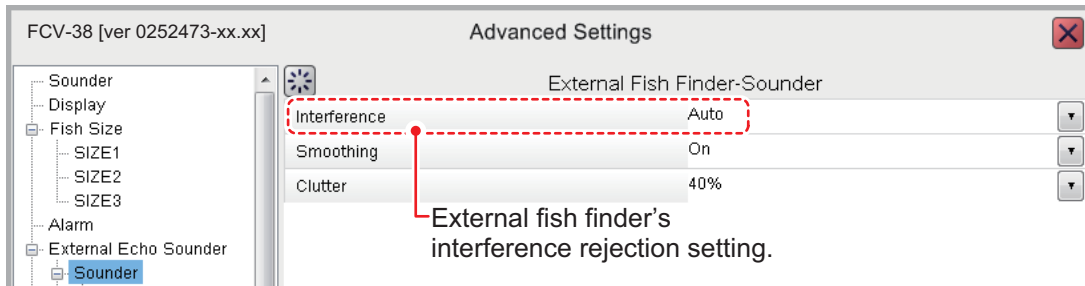 FCV-38 [ver 0252473-xx.xx]
Advanced Settings
Sounder
Display
Fish Size
SIZE1
SIZE2
SIZE3
Alarm
External Echo Sounder
Sounder
External Fish Finder-Sounder
Interference Auto
Smoothing On
Clutter 40%
External fish finder's
interference rejection setting.